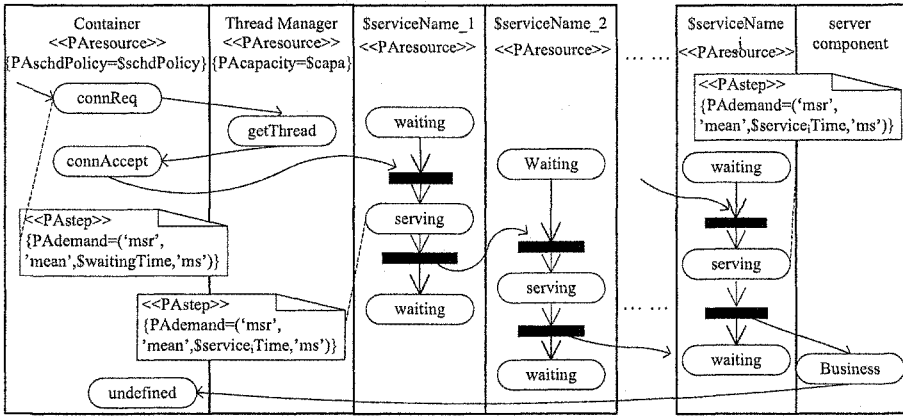 Container
<<PAresource>>
{PAschdPolicy=$schdPolicy}
Thread Manager
<<PAresource>>
{PAcapacity=$capa}
$serviceName_1
<<PAresource>>
$serviceName_2
<<PAresource>>
... ...
$serviceName
i
<<PAresource>>
server
component
connReq
getThread
connAccept
waiting
Waiting
<<PAstep>>
{PAdemand=('msr',
'mean',$serviceiTime,'ms')}
waiting
<<PAstep>>
{PAdemand=('msr',
'mean',$waitingTime,'ms')}
serving
serving
serving
<<PAstep>>
{PAdemand=('msr',
'mean',$serviceiTime,'ms')}
waiting
... ...
waiting
waiting
Business
undefined